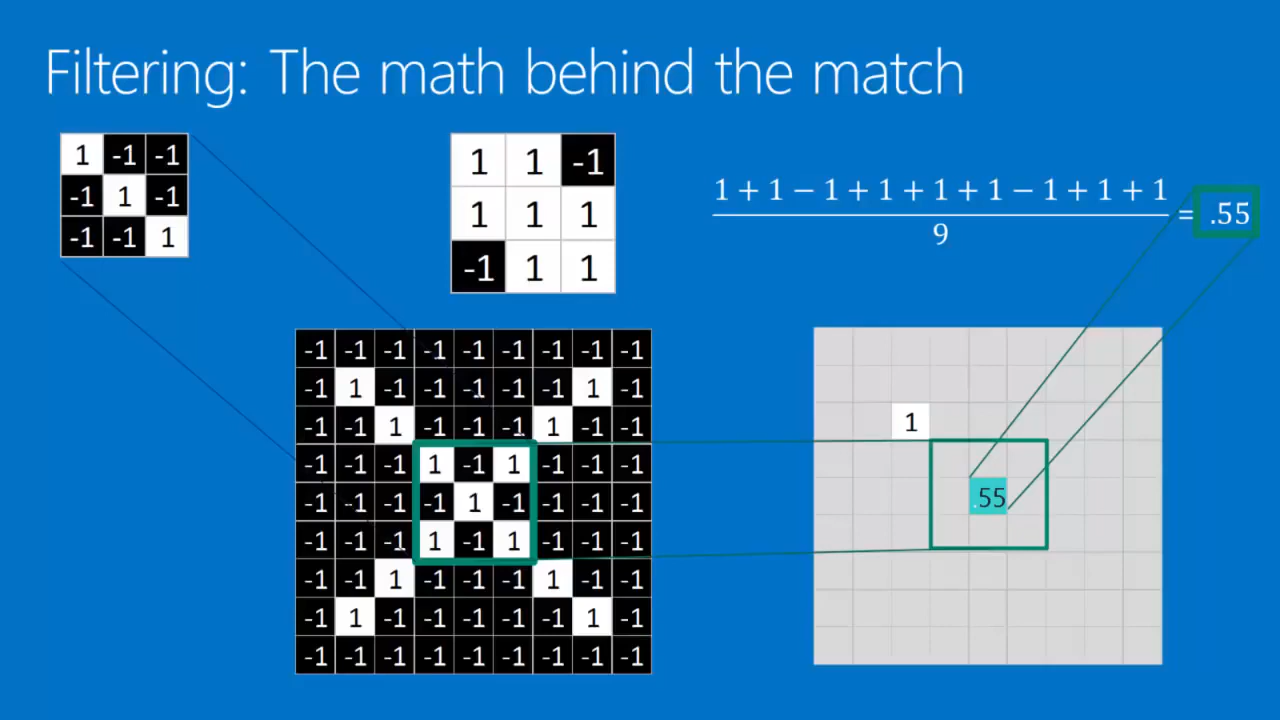 Filtering: The math behind the match
1 -1 -1
-1 1 -1
-1 -1 1
1 1 -1
1 1 1
-1 1 1
1 + 1 − 1 + 1 + 1 + 1 − 1 + 1 + 1
9
= .55
-1 -1 -1 -1 -1 -1 -1 -1 -1
-1 1 -1 -1 -1 -1 -1 1 -1
-1 -1 1 -1 -1 -1 1 -1 -1
-1 -1 -1 1 -1 1 -1 -1 -1
-1 -1 -1 -1 1 -1 -1 -1 -1
-1 -1 -1 1 -1 1 -1 -1 -1
-1 -1 1 -1 -1 -1 1 -1 -1
-1 1 -1 -1 -1 -1 -1 1 -1
-1 -1 -1 -1 -1 -1 -1 -1 -1
1
.55